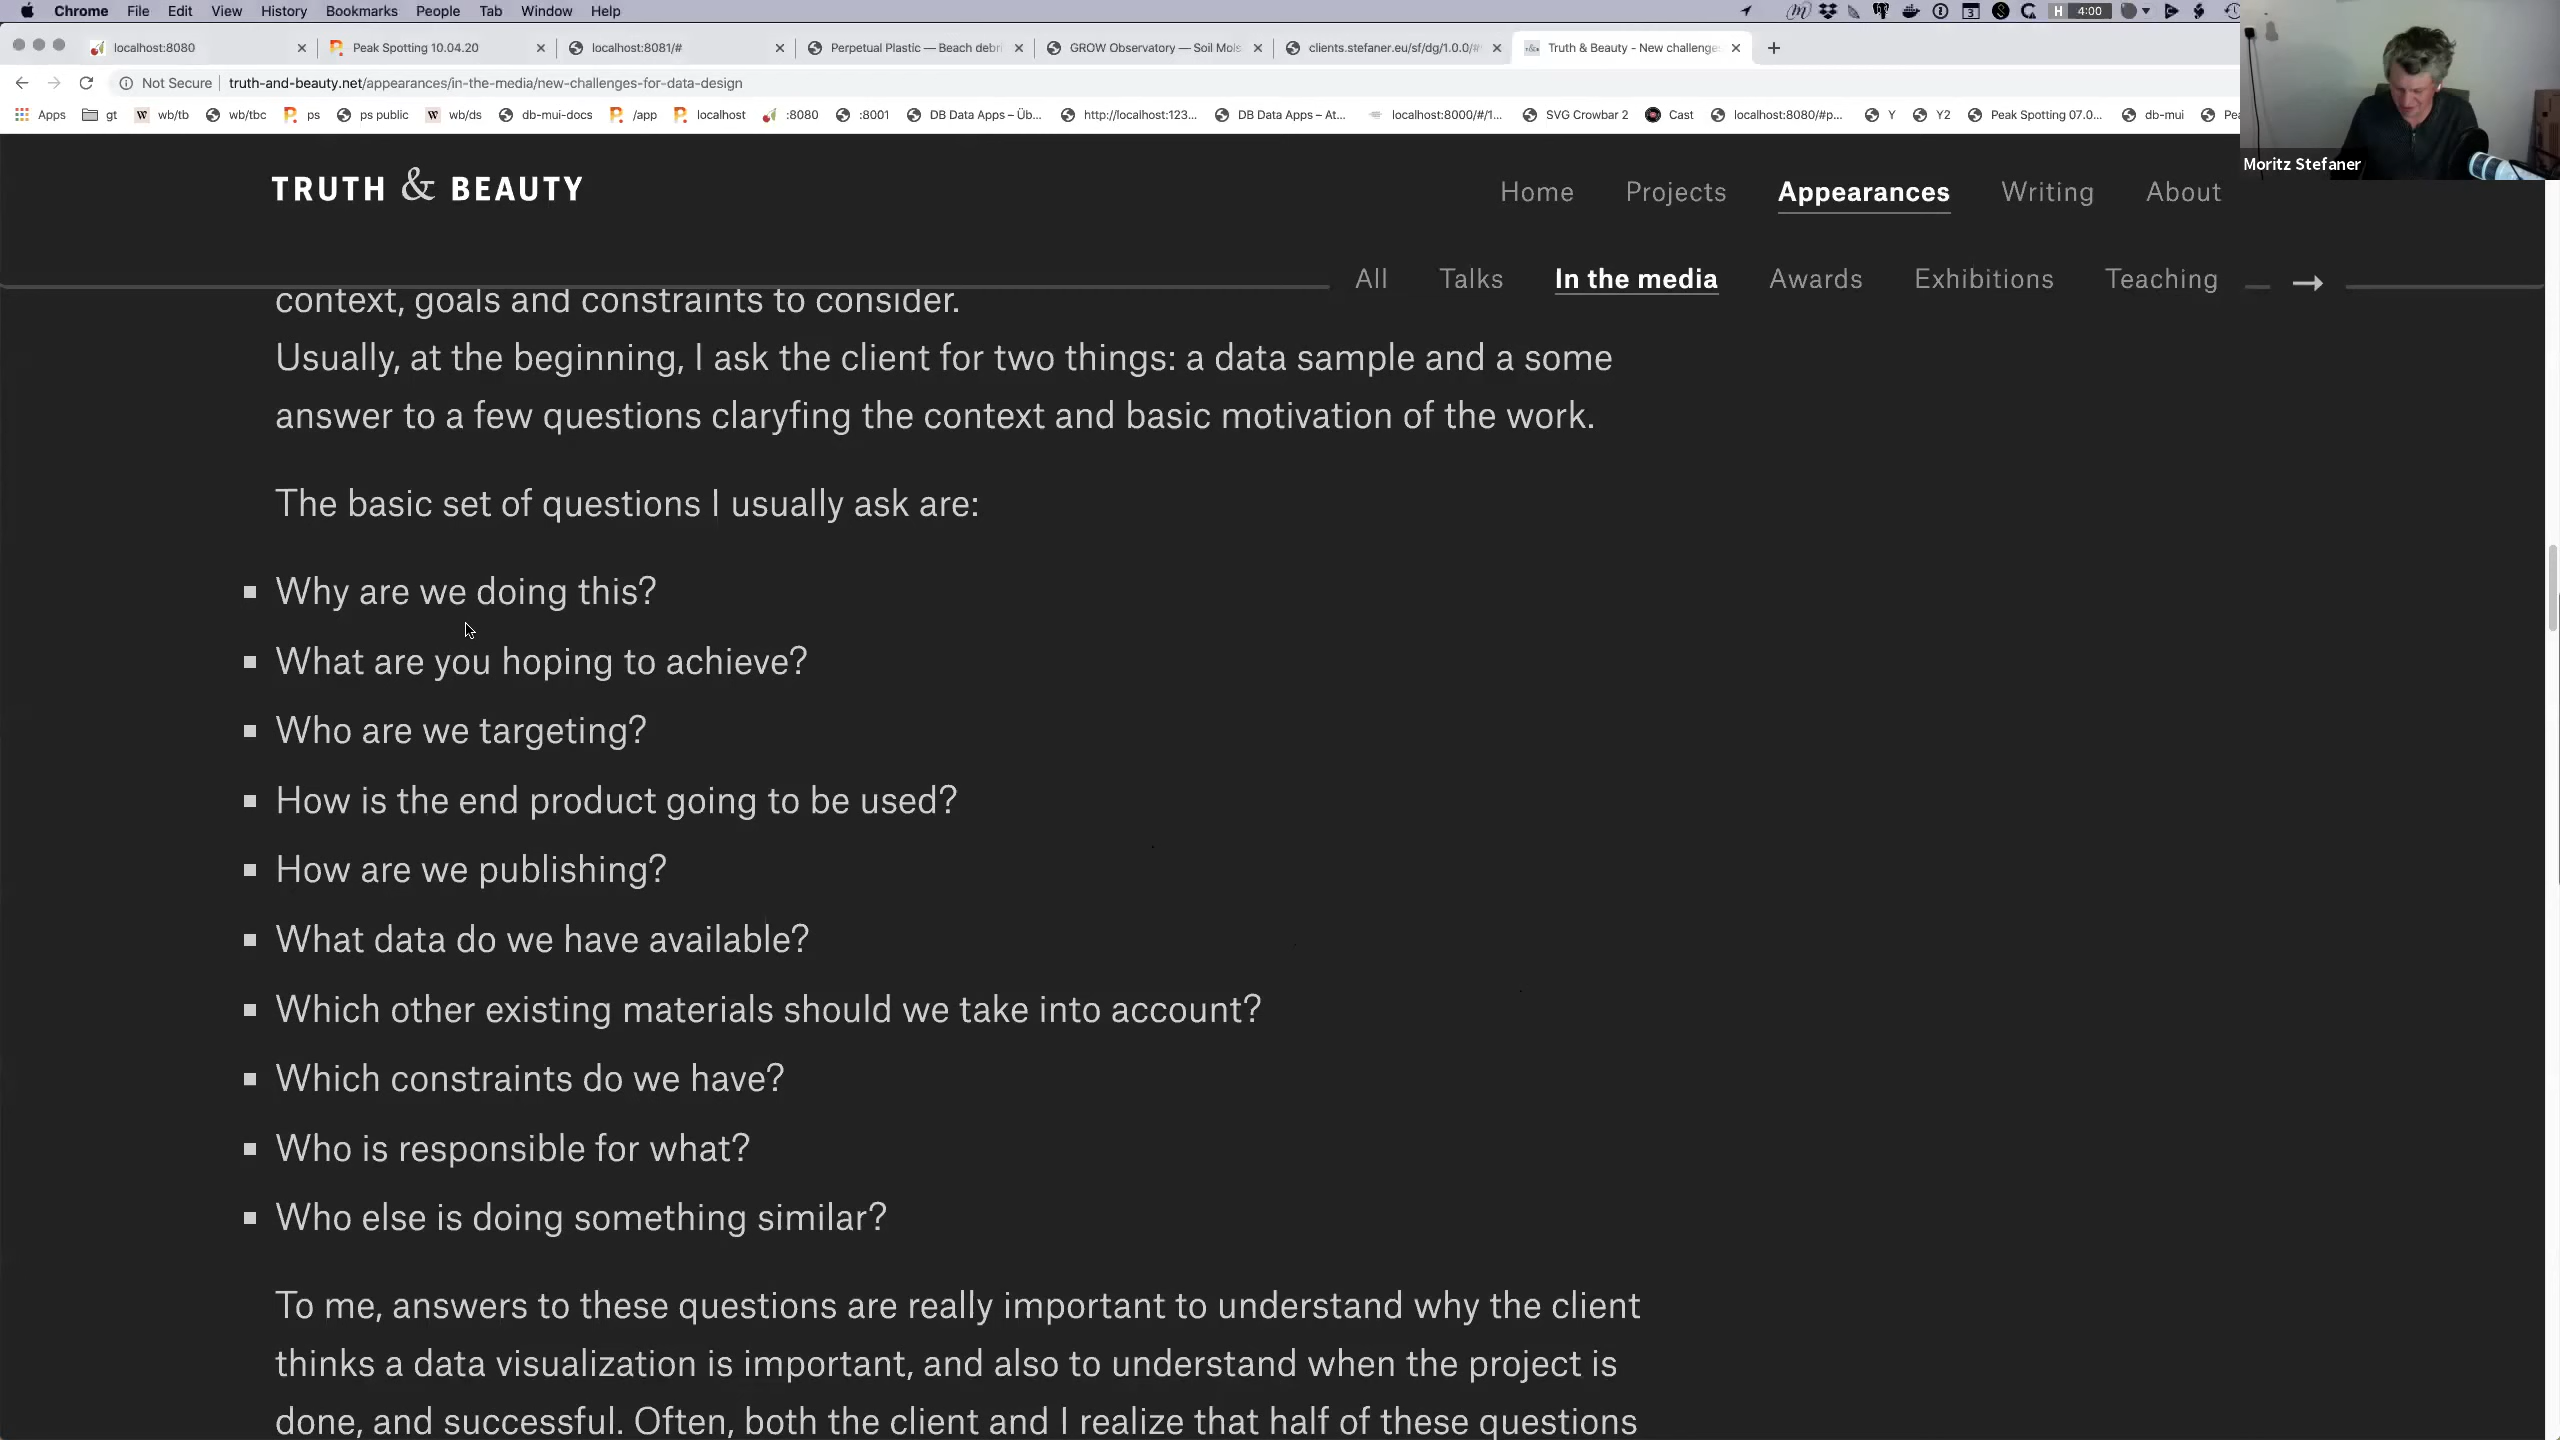 Chrome File Edit View History Bookmarks People Tab Window Help
H 4:00
localhost:8080
Peak Spotting 10.04.20
localhost:8081/#
Perpetual Plastic — Beach debri
GROW Observatory — Soil Mois
clients.stefaner.eu/sf/dg/1.0.0/#
Truth & Beauty - New challenge
Not Secure truth-and-beauty.net/appearances/in-the-media/new-challenges-for-data-design
Apps gt wb/tb wb/tbc ps ps public wb/ds db-mui-docs /app localhost :8080 :8001 DB Data Apps – Üb... http://localhost:123... DB Data Apps – At... localhost:8000/#/1... SVG Crowbar 2 Cast localhost:8080/#p... Y Y2 Peak Spotting 07.0... db-mui Pea
Moritz Stefaner
TRUTH & BEAUTY
Home Projects Appearances Writing About
All Talks In the media Awards Exhibitions Teaching →
context, goals and constraints to consider.
Usually, at the beginning, I ask the client for two things: a data sample and a some
answer to a few questions claryfing the context and basic motivation of the work.
The basic set of questions I usually ask are:
Why are we doing this?
What are you hoping to achieve?
Who are we targeting?
How is the end product going to be used?
How are we publishing?
What data do we have available?
Which other existing materials should we take into account?
Which constraints do we have?
Who is responsible for what?
Who else is doing something similar?
To me, answers to these questions are really important to understand why the client
thinks a data visualization is important, and also to understand when the project is
done, and successful. Often, both the client and I realize that half of these questions